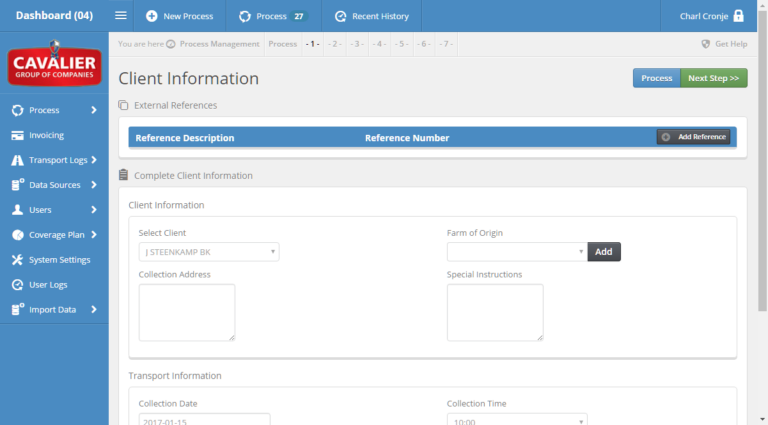 Dashboard (04)
New Process
Process 27
Recent History
Charl Cronje
CAVALIER
GROUP OF COMPANIES
You are here Process Management Process - 1 - - 2 - - 3 - - 4 - - 5 - - 6 - - 7 -
Get Help
Client Information
Process
Next Step >>
External References
Reference Description
Reference Number
Add Reference
Process
Invoicing
Transport Logs
Data Sources
Users
Coverage Plan
System Settings
User Logs
Import Data
Complete Client Information
Client Information
Select Client
Farm of Origin
J STEENKAMP BK
Add
Collection Address
Special Instructions
Transport Information
Collection Date
Collection Time
2017-01-15
10:00